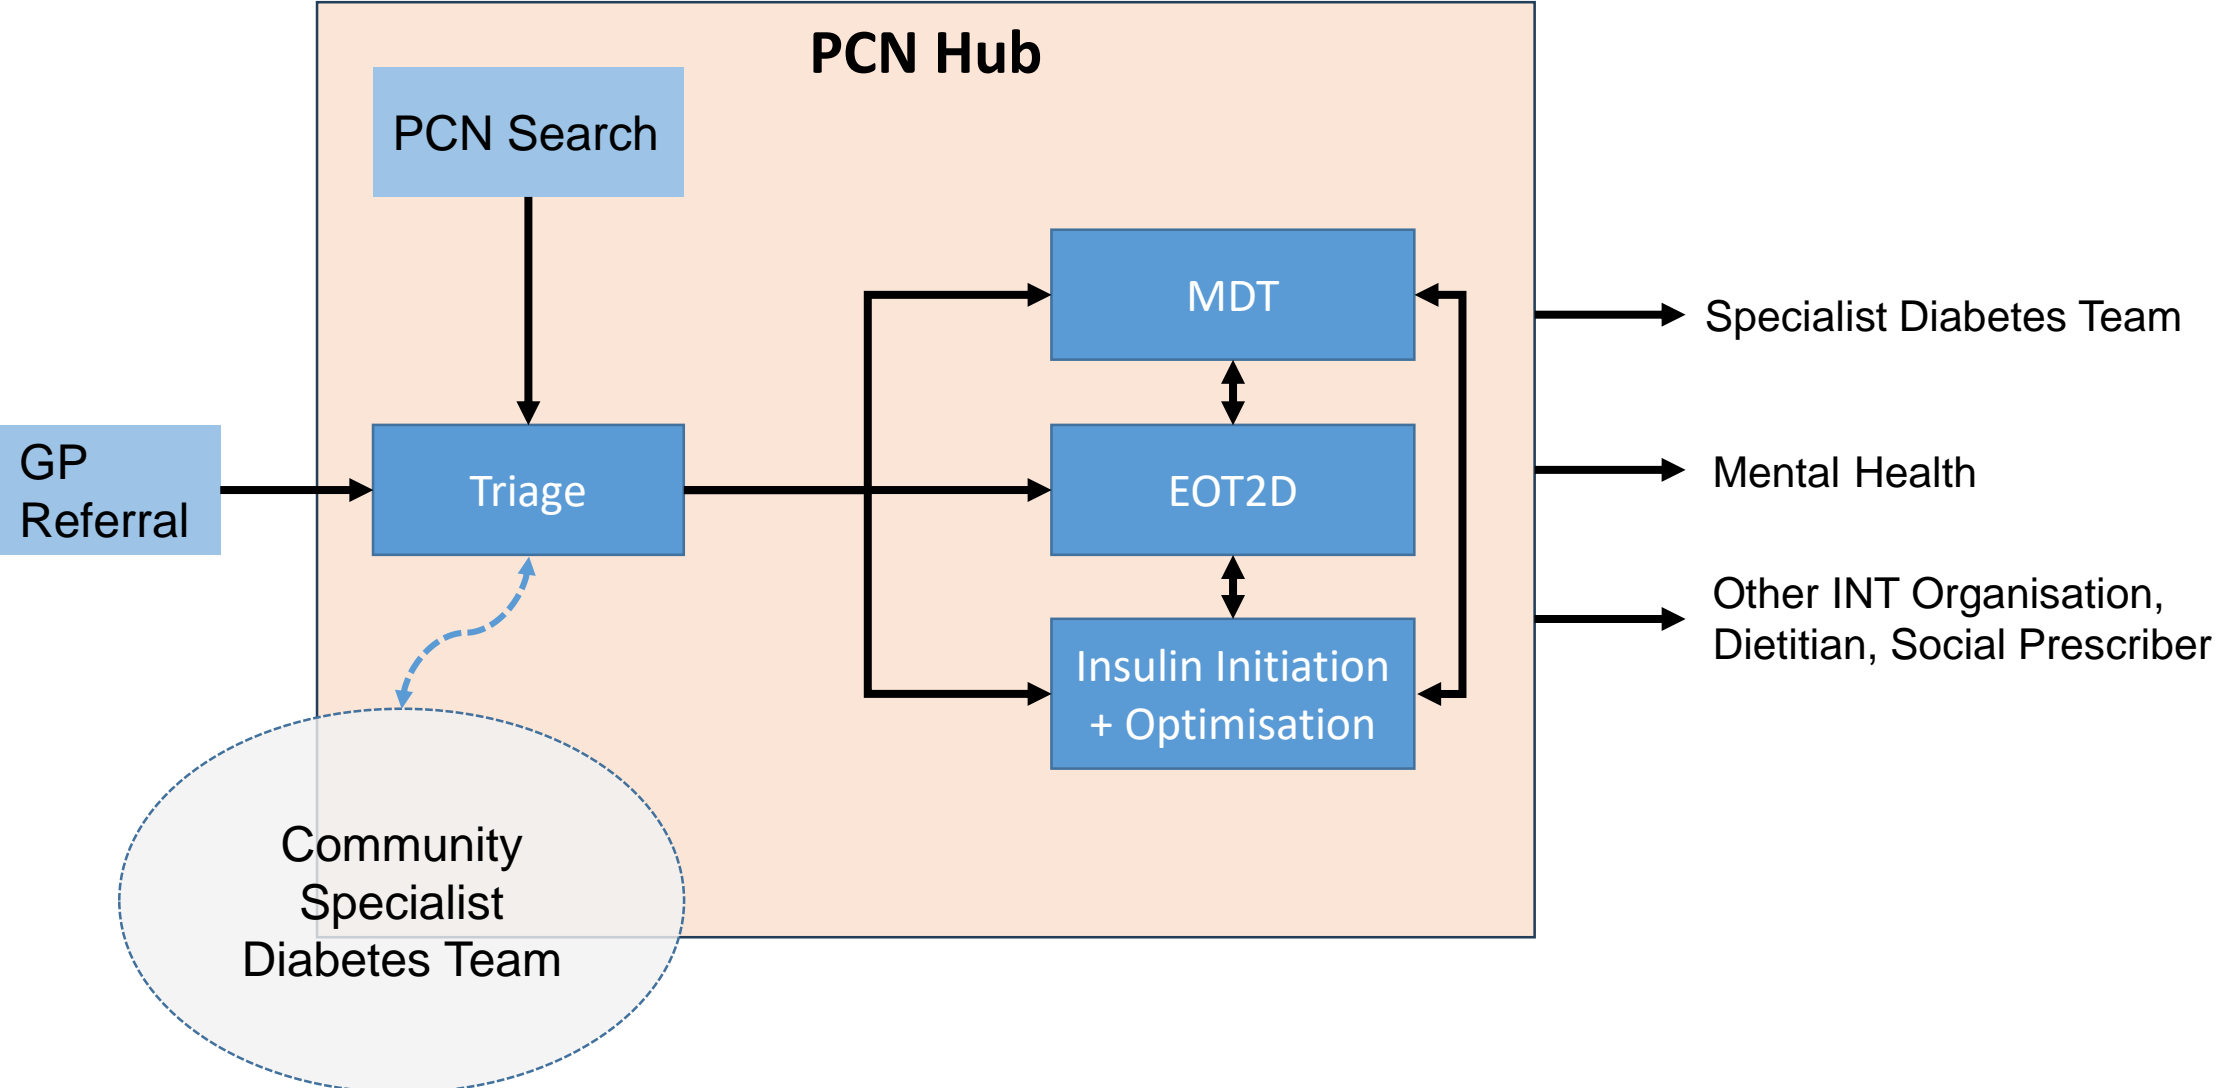 PCN Hub
PCN Search
GP
Referral
Triage
MDT
EOT2D
Insulin Initiation
+ Optimisation
Community
Specialist
Diabetes Team
Specialist Diabetes Team
Mental Health
Other INT Organisation,
Dietitian, Social Prescriber